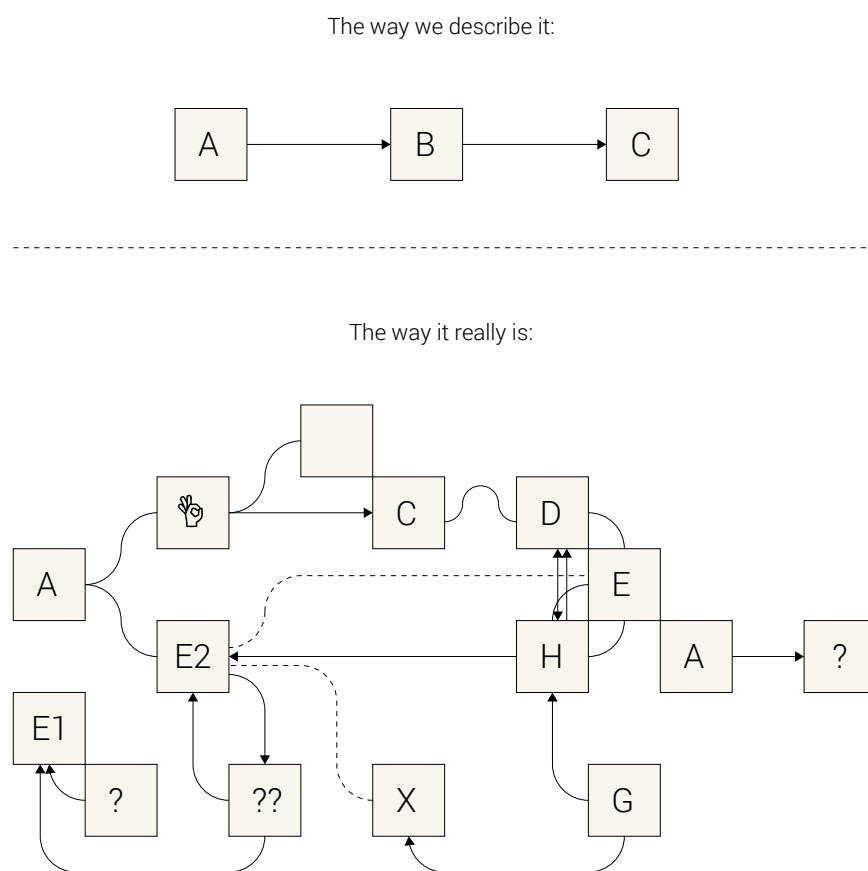 The way we describe it:
A B C
The way it really is:
C D
A E
E2 H A ?
E1
? ?? X G